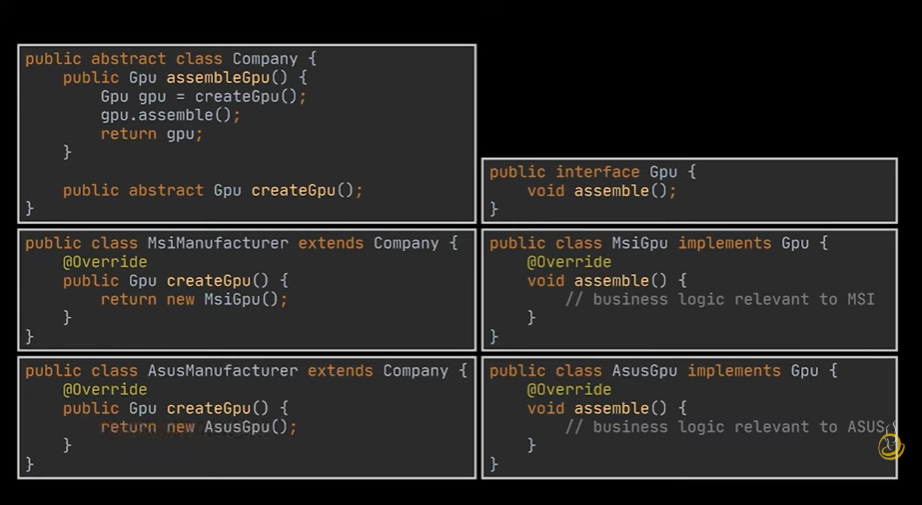 public abstract class Company {
    public Gpu assembleGpu() {
        Gpu gpu = createGpu();
        gpu.assemble();
        return gpu;
    }

    public abstract Gpu createGpu();
}
public interface Gpu {
    void assemble();
}
public class MsiManufacturer extends Company {
    @Override
    public Gpu createGpu() {
        return new MsiGpu();
    }
}
public class MsiGpu implements Gpu {
    @Override
    void assemble() {
        // business logic relevant to MSI
    }
}
public class AsusManufacturer extends Company {
    @Override
    public Gpu createGpu() {
        return new AsusGpu();
    }
}
public class AsusGpu implements Gpu {
    @Override
    void assemble() {
        // business logic relevant to ASUS
    }
}